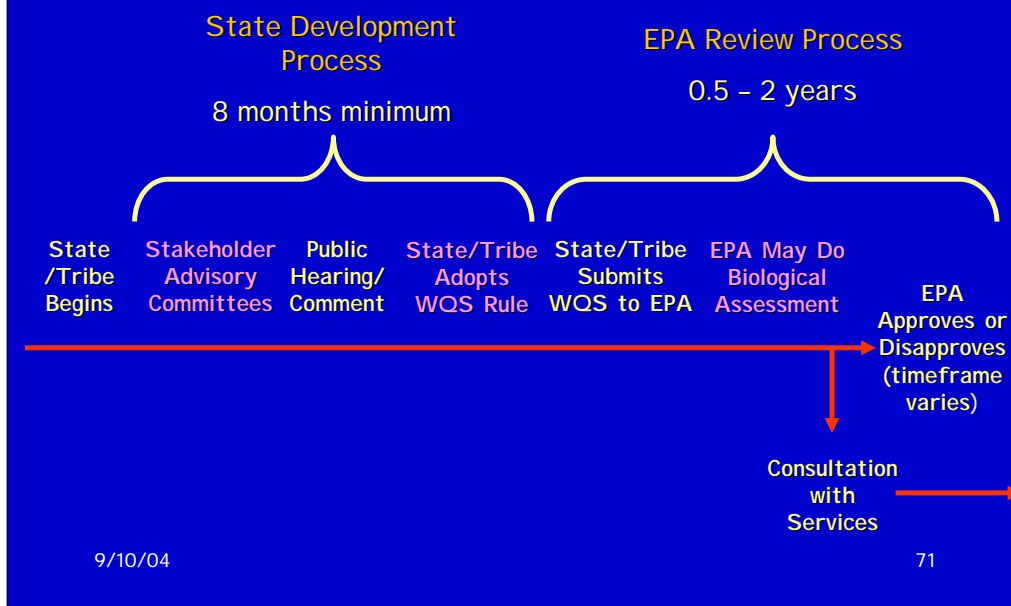 State Development
Process
8 months minimum
EPA Review Process
0.5 – 2 years
State
/Tribe
Begins
Stakeholder
Advisory
Committees
Public
Hearing/
Comment
State/Tribe
Adopts
WQS Rule
State/Tribe
Submits
WQS to EPA
EPA May Do
Biological
Assessment
EPA
Approves or
Disapproves
(timeframe
varies)
Consultation
with
Services
9/10/04
71